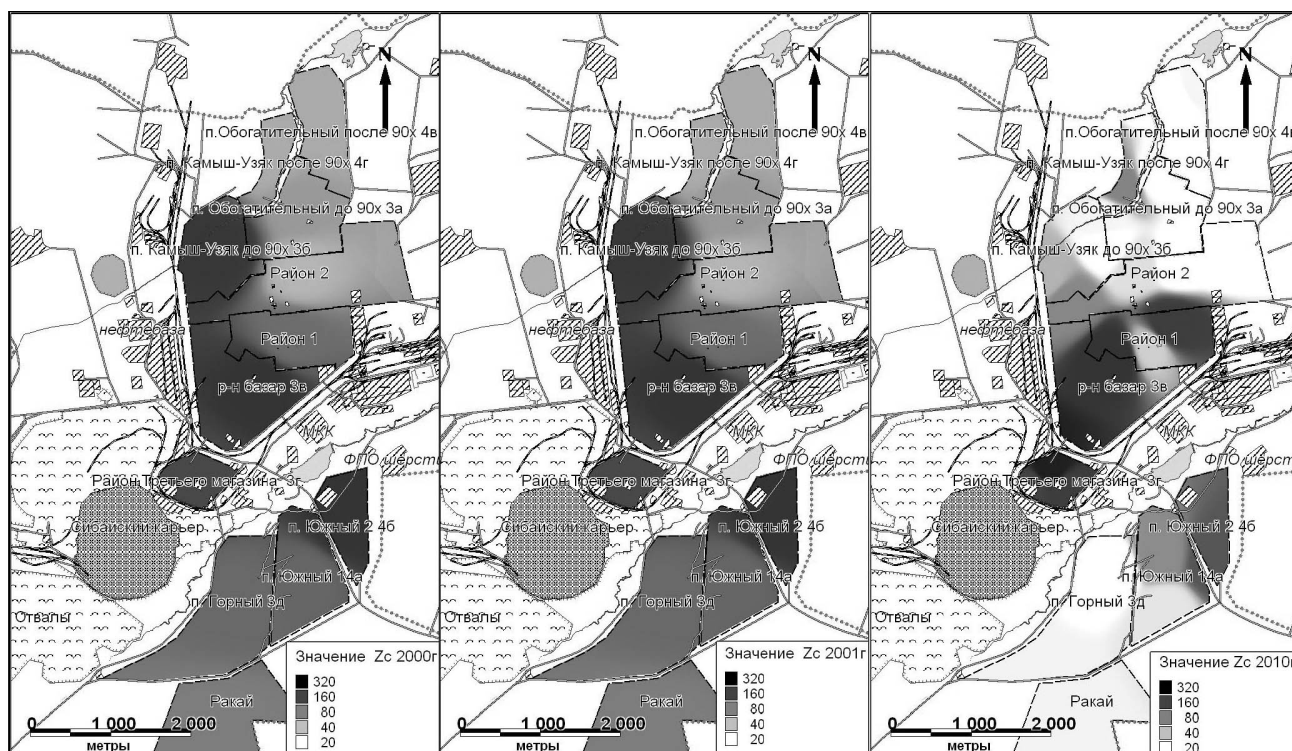 N
п.Обогатительный после 90х 4в
п. Камыш-Узяк после 90х 4г
п. Обогатительный до 90х 3а
п. Камыш-Узяк до 90х 3б
Район 2
нефтебаза
Район 1
р-н базар 3в
МКК
ФПО шерсть
Район Третьего магазина 3г
Сибайский карьер
п. Южный 2 4б
п. Южный 1 4а
п. Горный 3д
Отвалы
Ракай
Значение Zc 2000г
320
160
80
40
20
0 1 000 2 000
метры
N
п.Обогатительный после 90х 4в
п. Камыш-Узяк после 90х 4г
п. Обогатительный до 90х 3а
п. Камыш-Узяк до 90х 3б
Район 2
нефтебаза
Район 1
р-н базар 3в
МКК
ФПО шерсть
Район Третьего магазина 3г
Сибайский карьер
п. Южный 2 4б
п. Южный 1 4а
п. Горный 3д
Отвалы
Ракай
Значение Zc 2001г
320
160
80
40
20
0 1 000 2 000
метры
N
п.Обогатительный после 90х 4в
п. Камыш-Узяк после 90х 4г
п. Обогатительный до 90х 3а
п. Камыш-Узяк до 90х 3б
Район 2
нефтебаза
Район 1
р-н базар 3в
МКК
ФПО шерсти
Район Третьего магазина 3г
Сибайский карьер
п. Южный 2 4б
п. Южный 1 4а
п. Горный 3д
Отвалы
Ракай
Значение Zc 2010г
320
160
80
40
20
0 1 000 2 000
метры